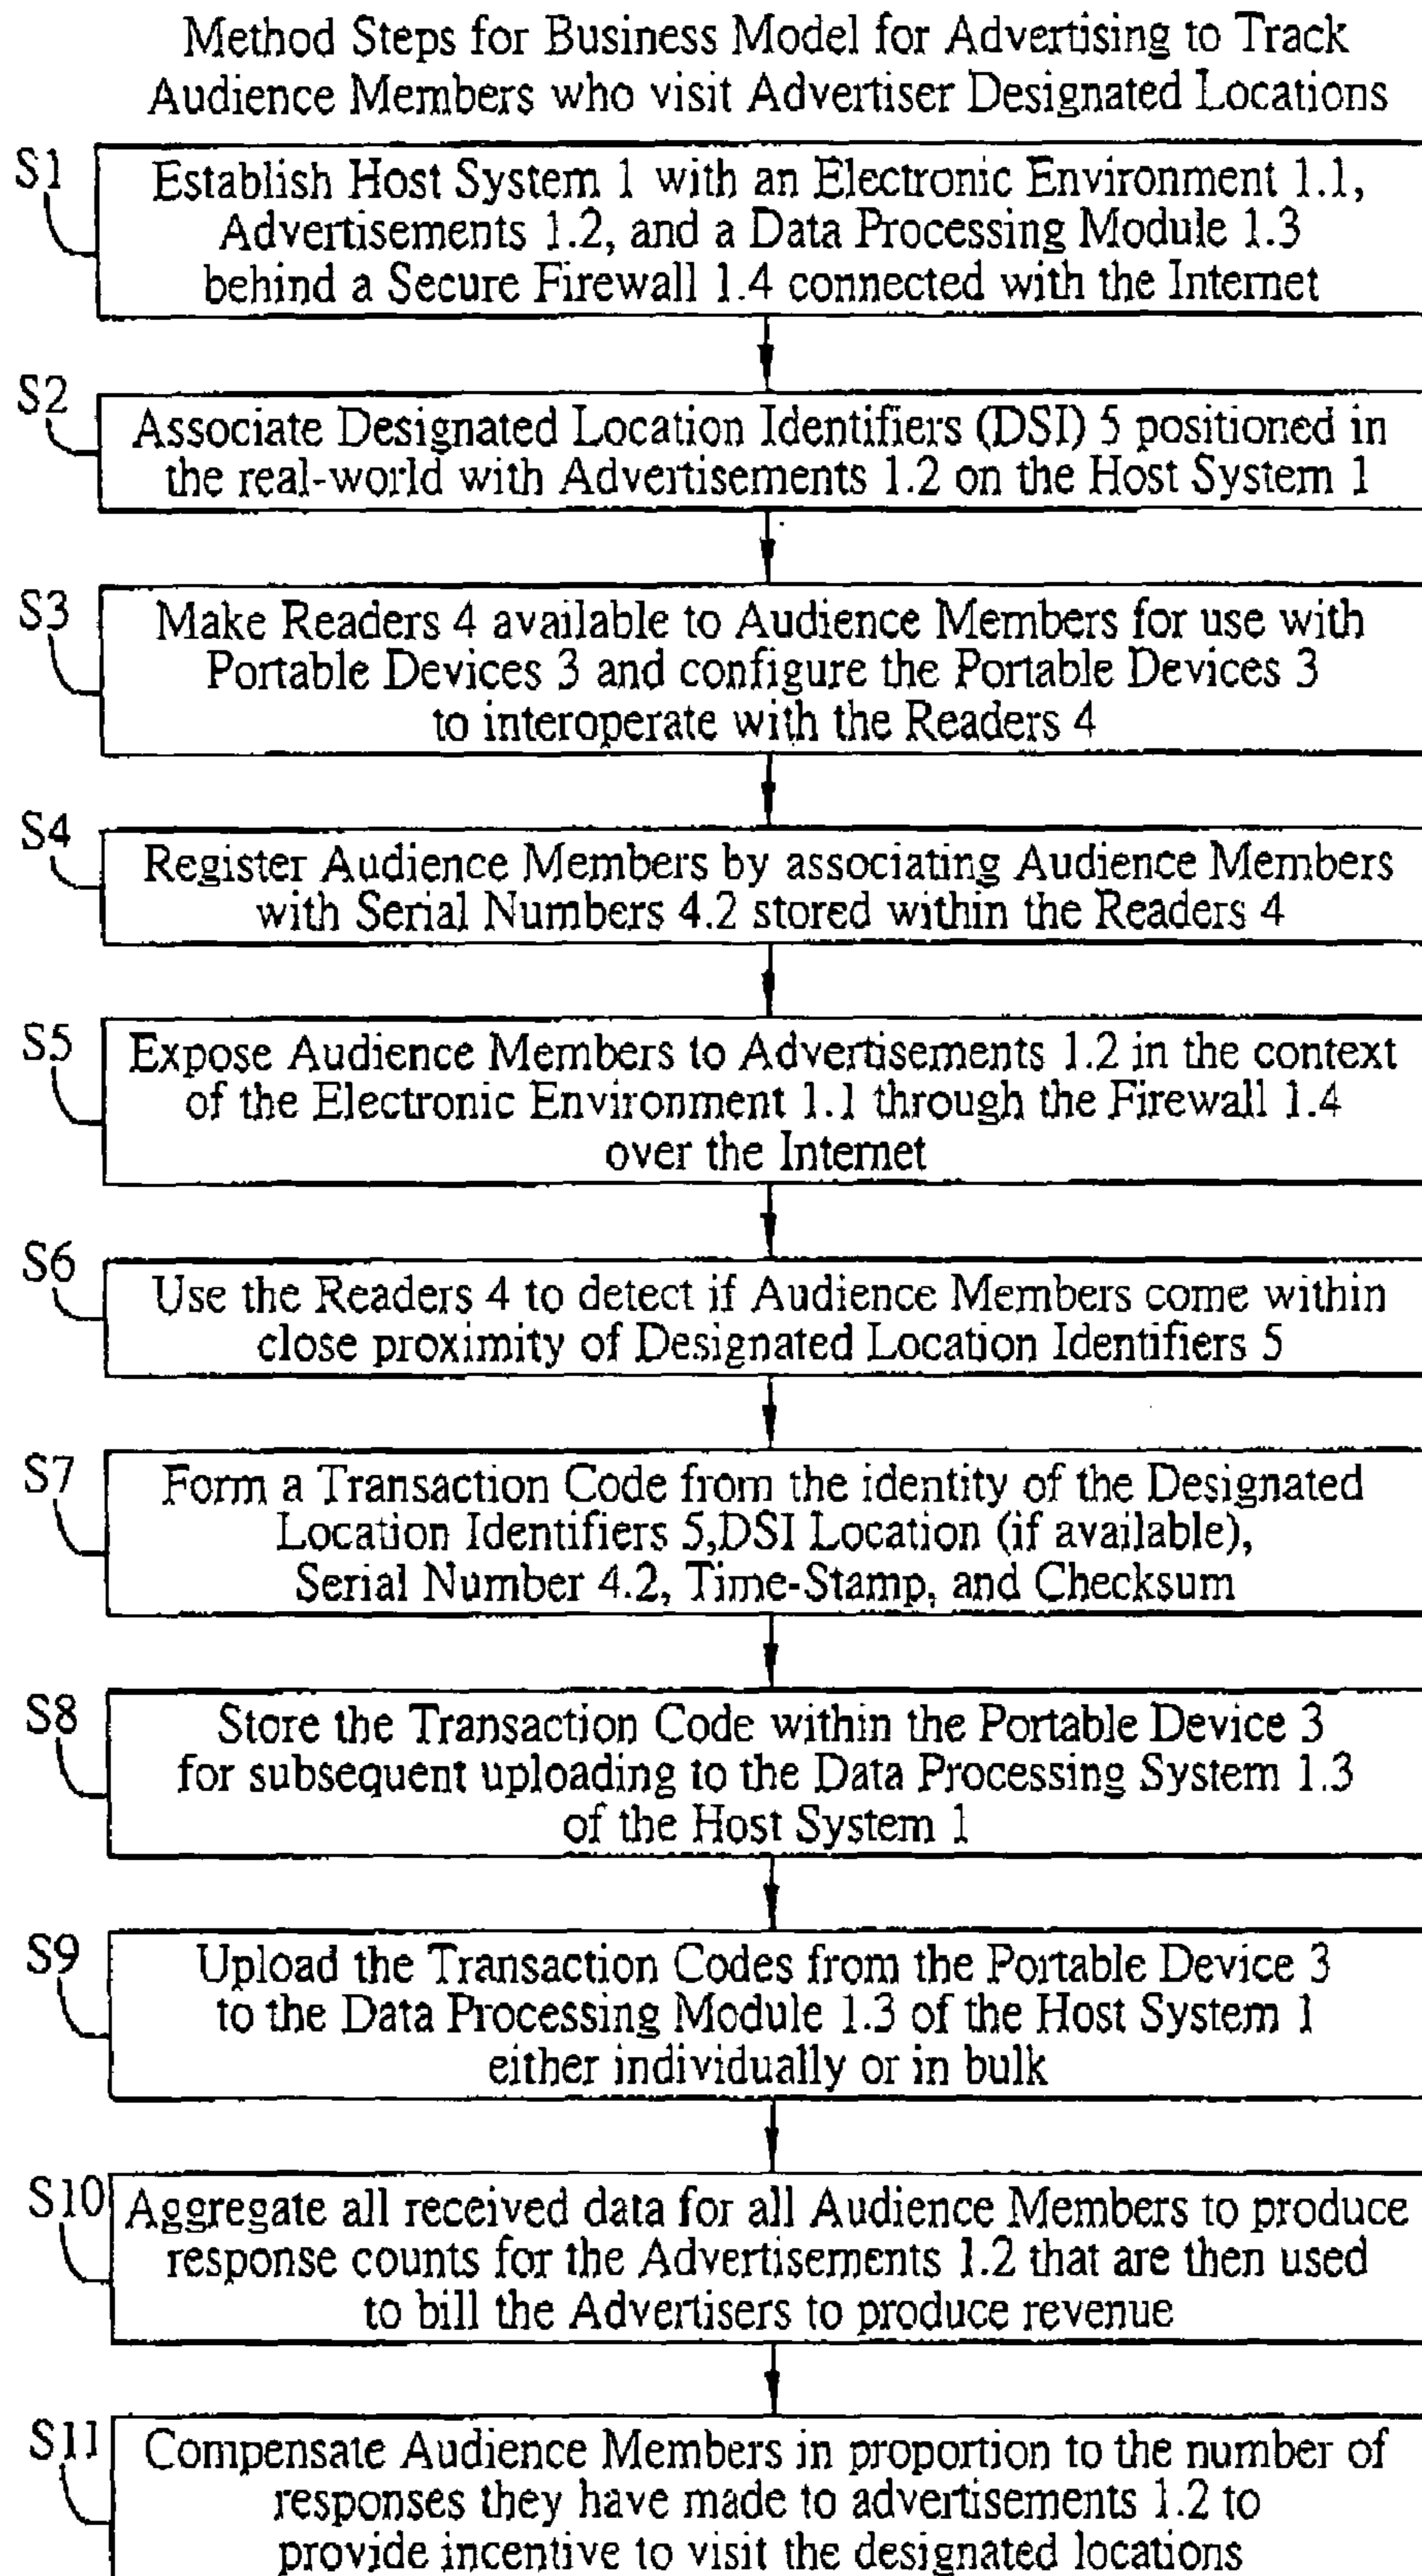 Method Steps for Business Model for Advertising to Track
Audience Members who visit Advertiser Designated Locations
S1
Establish Host System 1 with an Electronic Environment 1.1,
Advertisements 1.2, and a Data Processing Module 1.3
behind a Secure Firewall 1.4 connected with the Internet
S2
Associate Designated Location Identifiers (DSI) 5 positioned in
the real-world with Advertisements 1.2 on the Host System 1
S3
Make Readers 4 available to Audience Members for use with
Portable Devices 3 and configure the Portable Devices 3
to interoperate with the Readers 4
S4
Register Audience Members by associating Audience Members
with Serial Numbers 4.2 stored within the Readers 4
S5
Expose Audience Members to Advertisements 1.2 in the context
of the Electronic Environment 1.1 through the Firewall 1.4
over the Internet
S6
Use the Readers 4 to detect if Audience Members come within
close proximity of Designated Location Identifiers 5
S7
Form a Transaction Code from the identity of the Designated
Location Identifiers 5,DSI Location (if available),
Serial Number 4.2, Time-Stamp, and Checksum
S8
Store the Transaction Code within the Portable Device 3
for subsequent uploading to the Data Processing System 1.3
of the Host System 1
S9
Upload the Transaction Codes from the Portable Device 3
to the Data Processing Module 1.3 of the Host System 1
either individually or in bulk
S10
Aggregate all received data for all Audience Members to produce
response counts for the Advertisements 1.2 that are then used
to bill the Advertisers to produce revenue
S11
Compensate Audience Members in proportion to the number of
responses they have made to advertisements 1.2 to
provide incentive to visit the designated locations